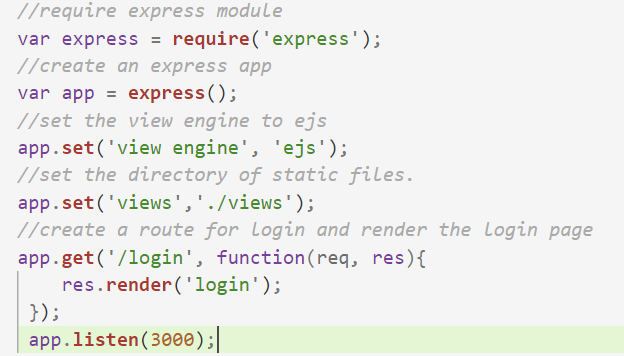 //require express module
var express = require('express');
//create an express app
var app = express();
//set the view engine to ejs
app.set('view engine', 'ejs');
//set the directory of static files.
app.set('views','./views');
//create a route for login and render the login page
app.get('/login', function(req, res){
    res.render('login');
});
app.listen(3000);